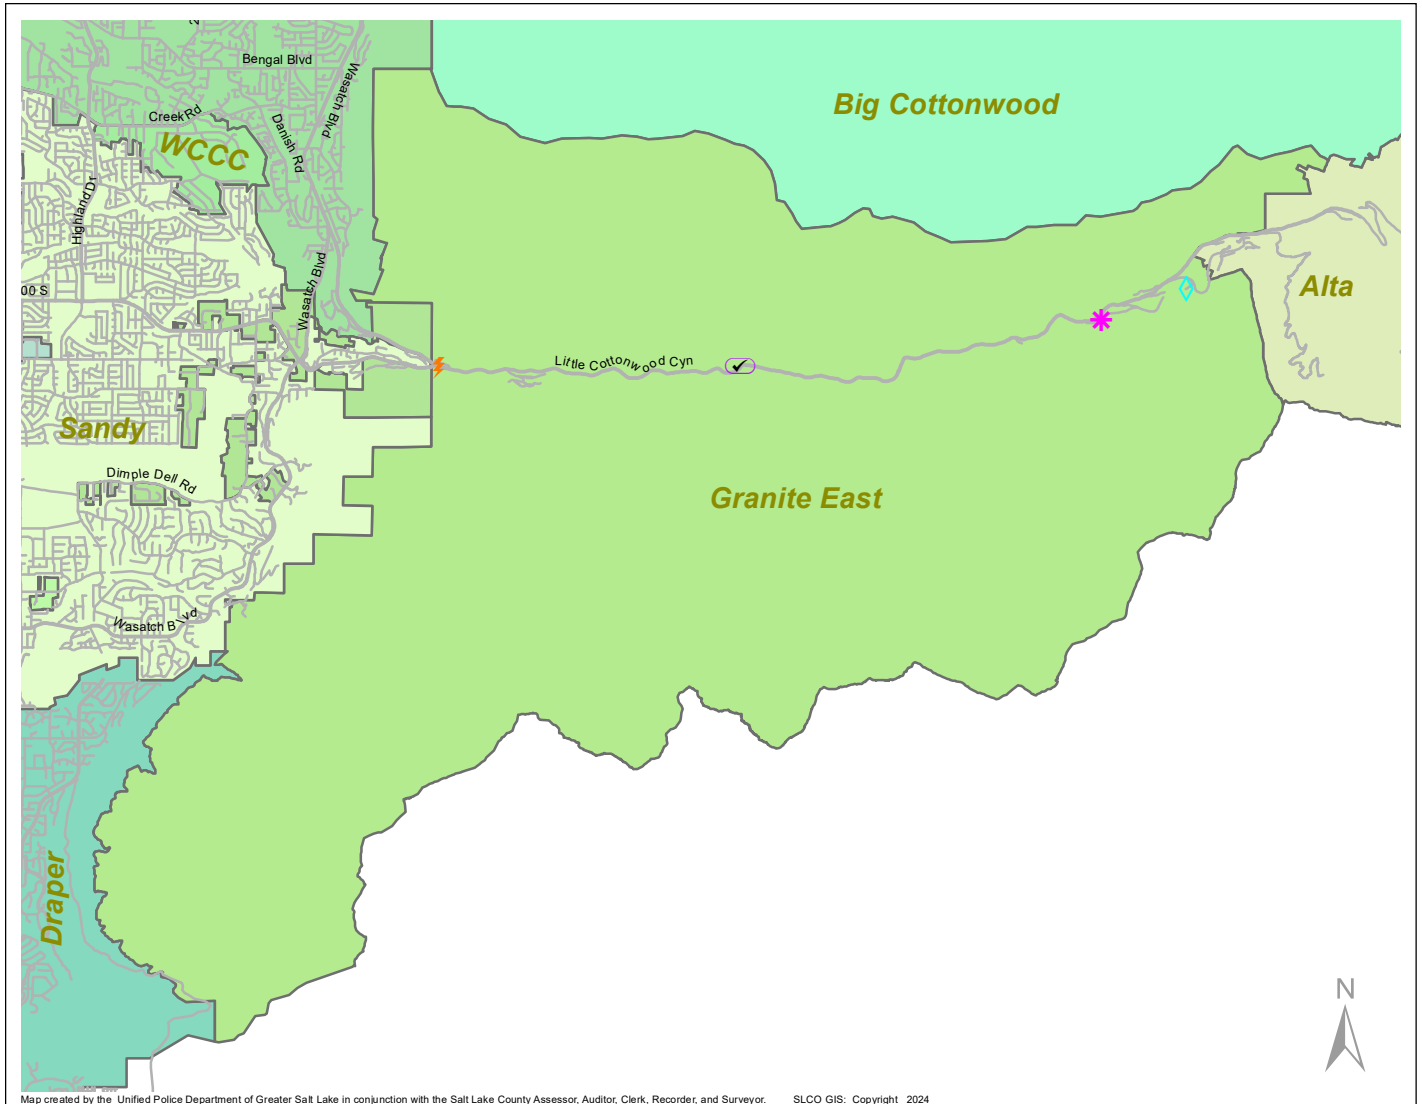 2
Bengal Blvd
Wasatch Blvd
Big Cottonwood
Creek Rd
Danish Rd
WCCC
Highland Dr
Wasatch Blvd
00 S
Alta
Little Cottonwood Cyn
Sandy
Dimple Dell Rd
Granite East
Wasatch Blvd
Draper
N
Map created by the Unified Police Department of Greater Salt Lake in conjunction with the Salt Lake County Assessor, Auditor, Clerk, Recorder, and Surveyor. SLCO GIS: Copyright 2024